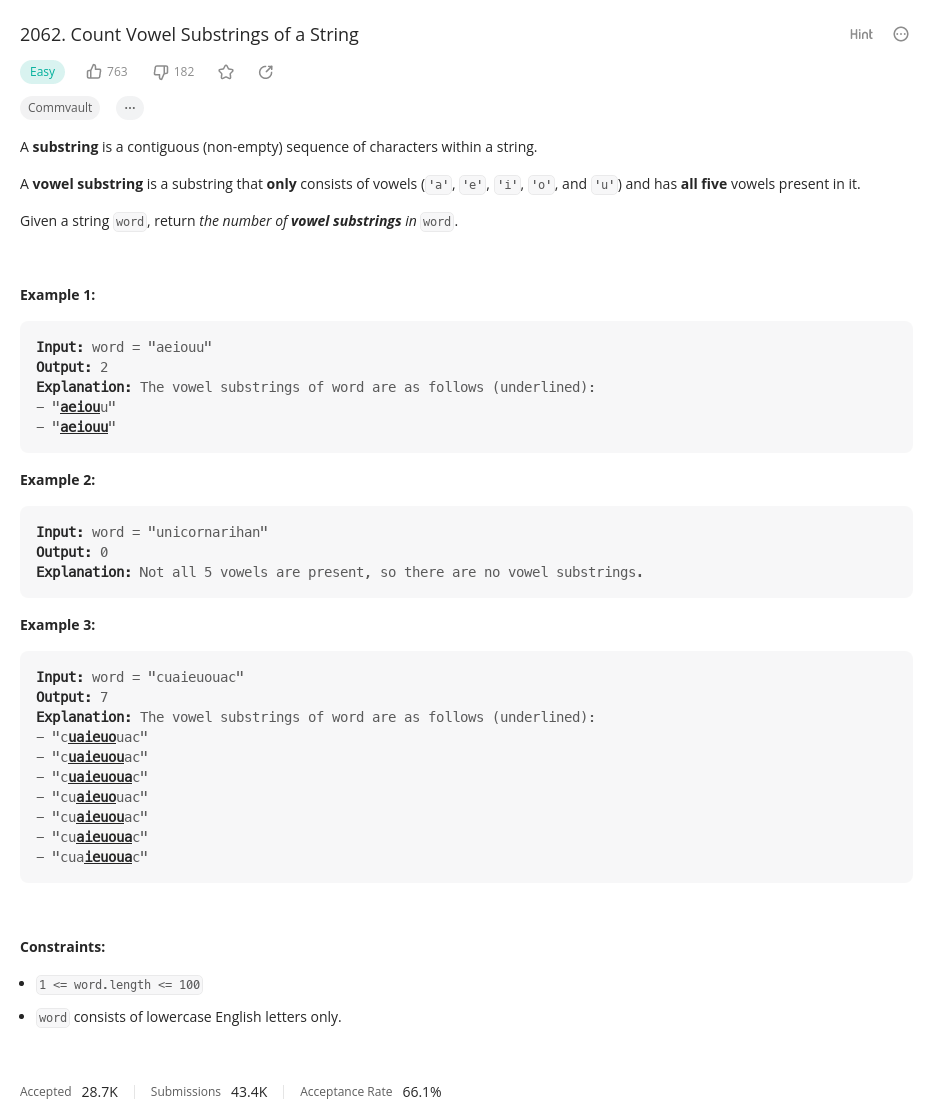 2062. Count Vowel Substrings of a String
Hint
Easy 763 182
Commvault ...
A substring is a contiguous (non-empty) sequence of characters within a string.
A vowel substring is a substring that only consists of vowels ('a', 'e', 'i', 'o', and 'u') and has all five vowels present in it.
Given a string word, return the number of vowel substrings in word.
Example 1:
Input: word = "aeiouu"
Output: 2
Explanation: The vowel substrings of word are as follows (underlined):
- "aeiouu"
- "aeiouu"
Example 2:
Input: word = "unicornarihan"
Output: 0
Explanation: Not all 5 vowels are present, so there are no vowel substrings.
Example 3:
Input: word = "cuaieuouac"
Output: 7
Explanation: The vowel substrings of word are as follows (underlined):
- "cuaieuouac"
- "cuaieuouac"
- "cuaieuouac"
- "cuaieuouac"
- "cuaieuouac"
- "cuaieuouac"
- "cuaieuouac"
Constraints:
• 1 <= word.length <= 100
• word consists of lowercase English letters only.
Accepted 28.7K Submissions 43.4K Acceptance Rate 66.1%